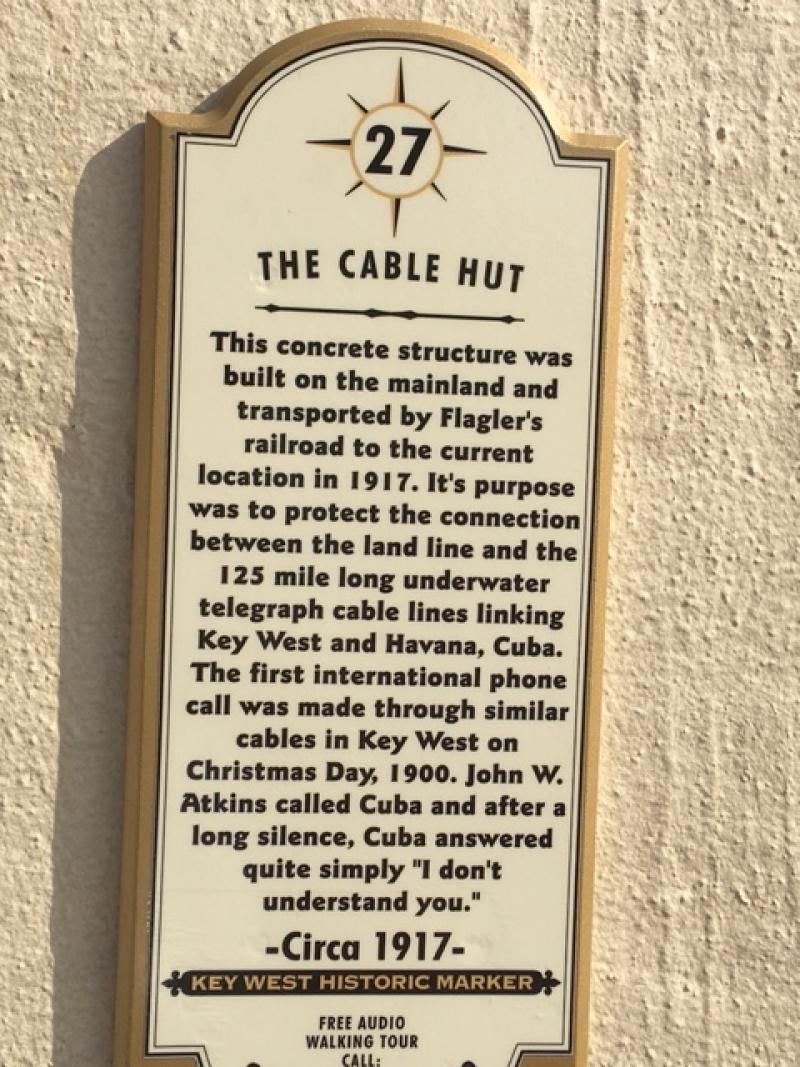 27
THE CABLE HUT
This concrete structure was
built on the mainland and
transported by Flagler's
railroad to the current
location in 1917. It's purpose
was to protect the connection
between the land line and the
125 mile long underwater
telegraph cable lines linking
Key West and Havana, Cuba.
The first international phone
call was made through similar
cables in Key West on
Christmas Day, 1900. John W.
Atkins called Cuba and after a
long silence, Cuba answered
quite simply "I don't
understand you."
-Circa 1917-
KEY WEST HISTORIC MARKER
FREE AUDIO
WALKING TOUR
CALL: